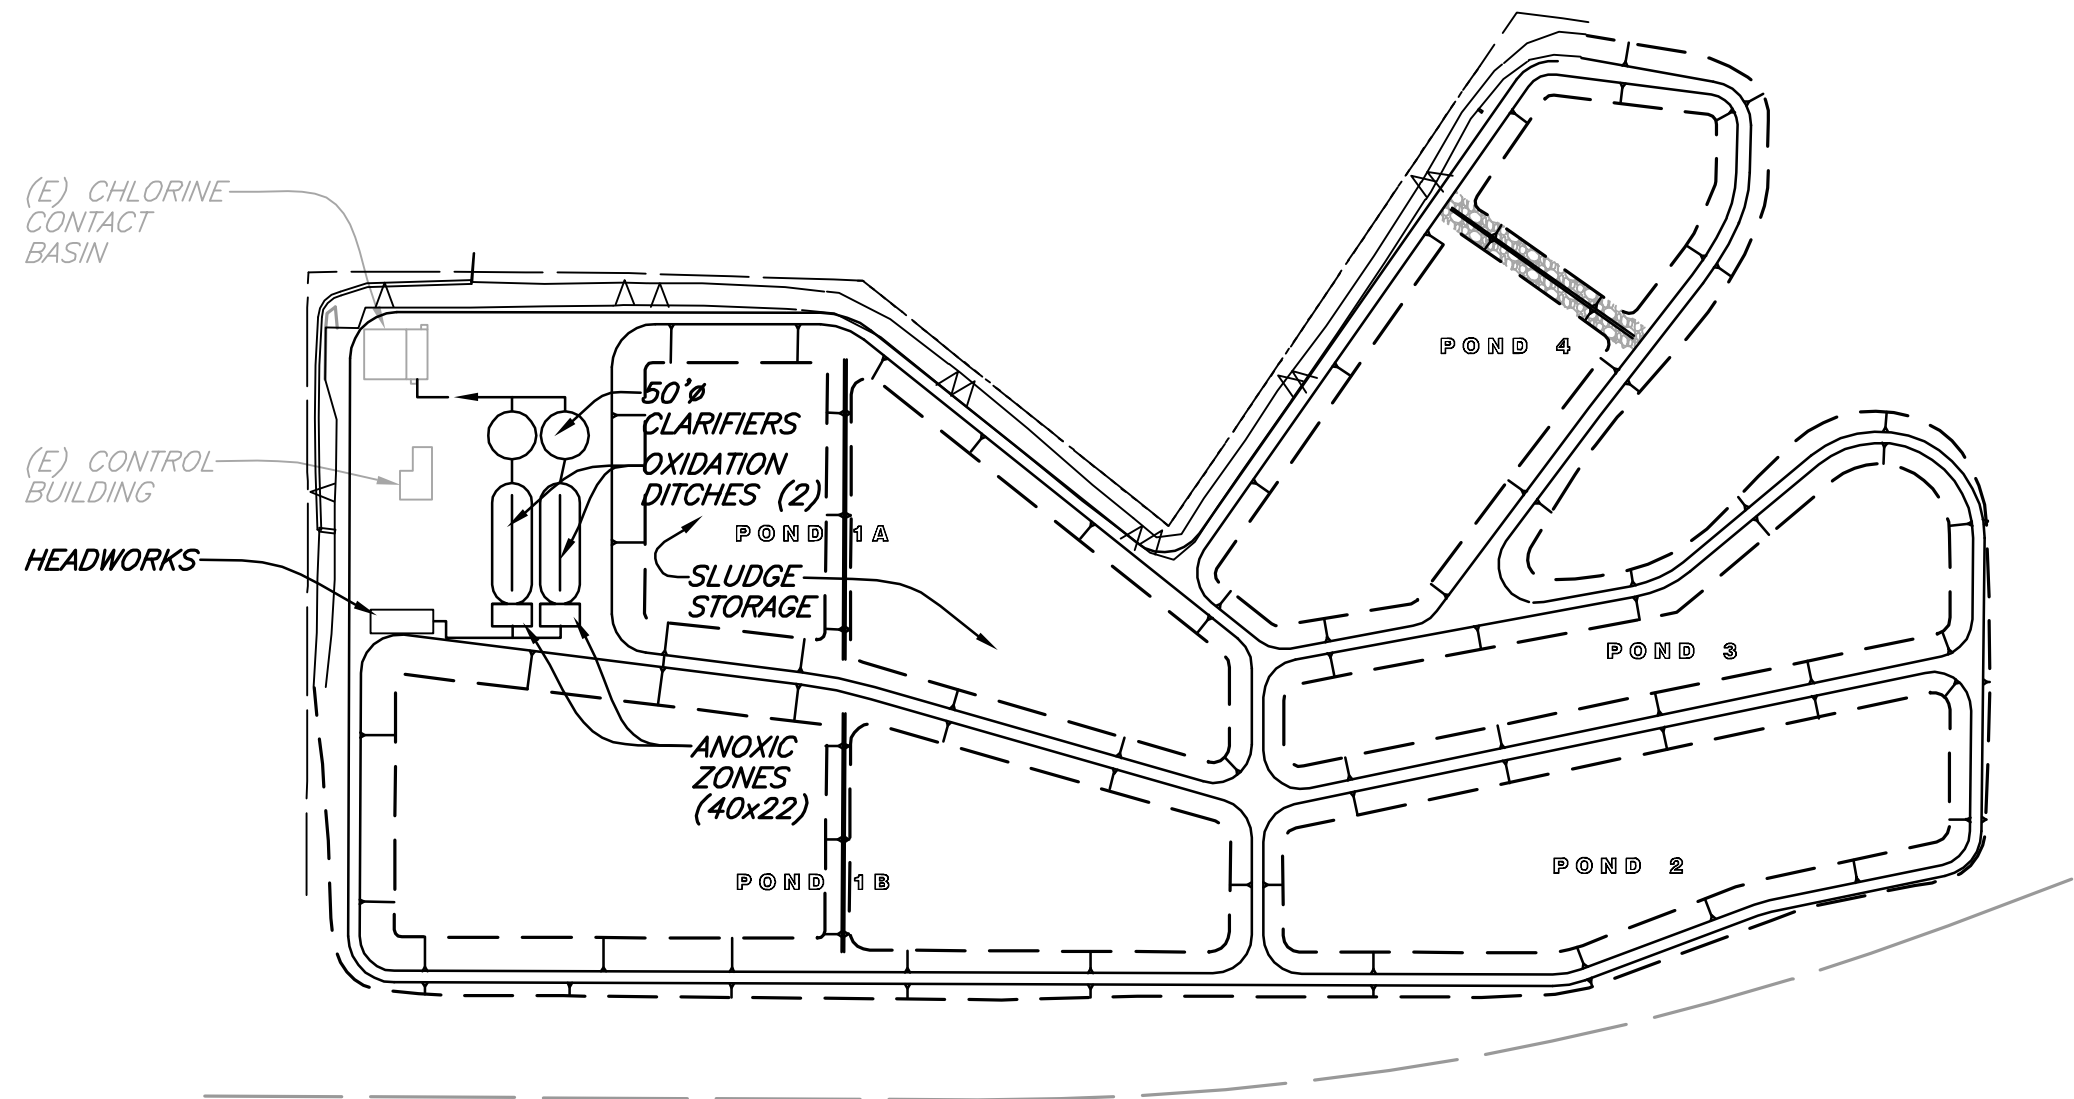 (E) CHLORINE
CONTACT
BASIN
(E) CONTROL
BUILDING
HEADWORKS
50'ø
CLARIFIERS
OXIDATION
DITCHES (2)
POND 1A
SLUDGE
STORAGE
ANOXIC
ZONES
(40x22)
POND 1B
POND 4
POND 3
POND 2